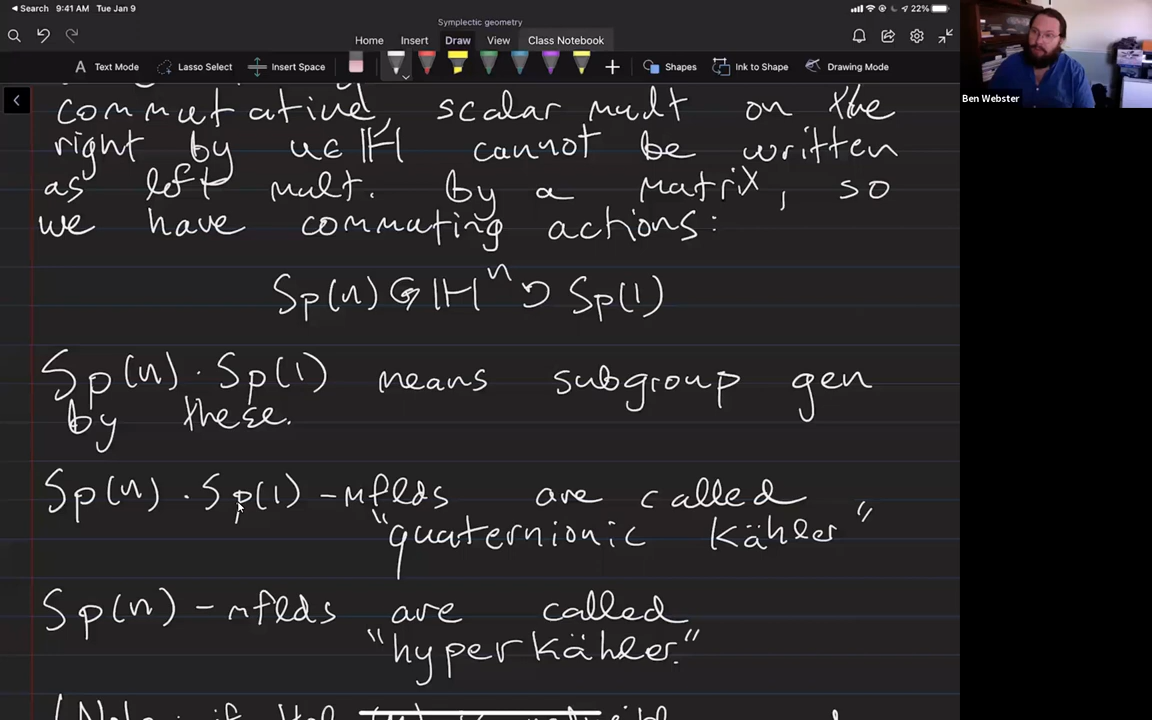 Search 9:41 AM Tue Jan 9
22%
Symplectic geometry
Home Insert Draw View Class Notebook
Text Mode Lasso Select Insert Space Shapes Ink to Shape Drawing Mode
Ben Webster
commutative, scalar mult on the
right by u∈ℍ cannot be written
as left mult. by a matrix, so
we have commuting actions:
Sp(n) ↻ ℍⁿ ↺ Sp(1)
Sp(n)·Sp(1) means subgroup gen
by these.
Sp(n)·Sp(1)-mflds are called
"quaternionic Kähler"
Sp(n)-mflds are called
"hyperKähler."